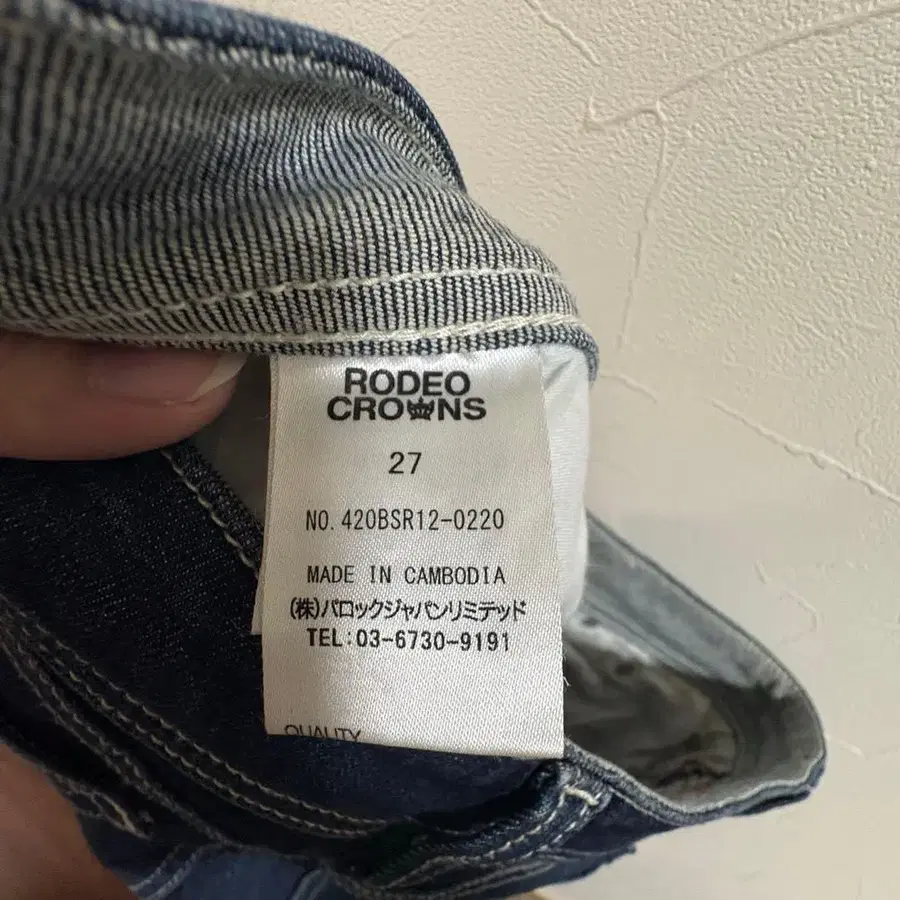 RODEO
CROWNS
27
NO. 420BSR12-0220
MADE IN CAMBODIA
(株)バロックジャパンリミテッド
TEL:03-6730-9191
QUALITY